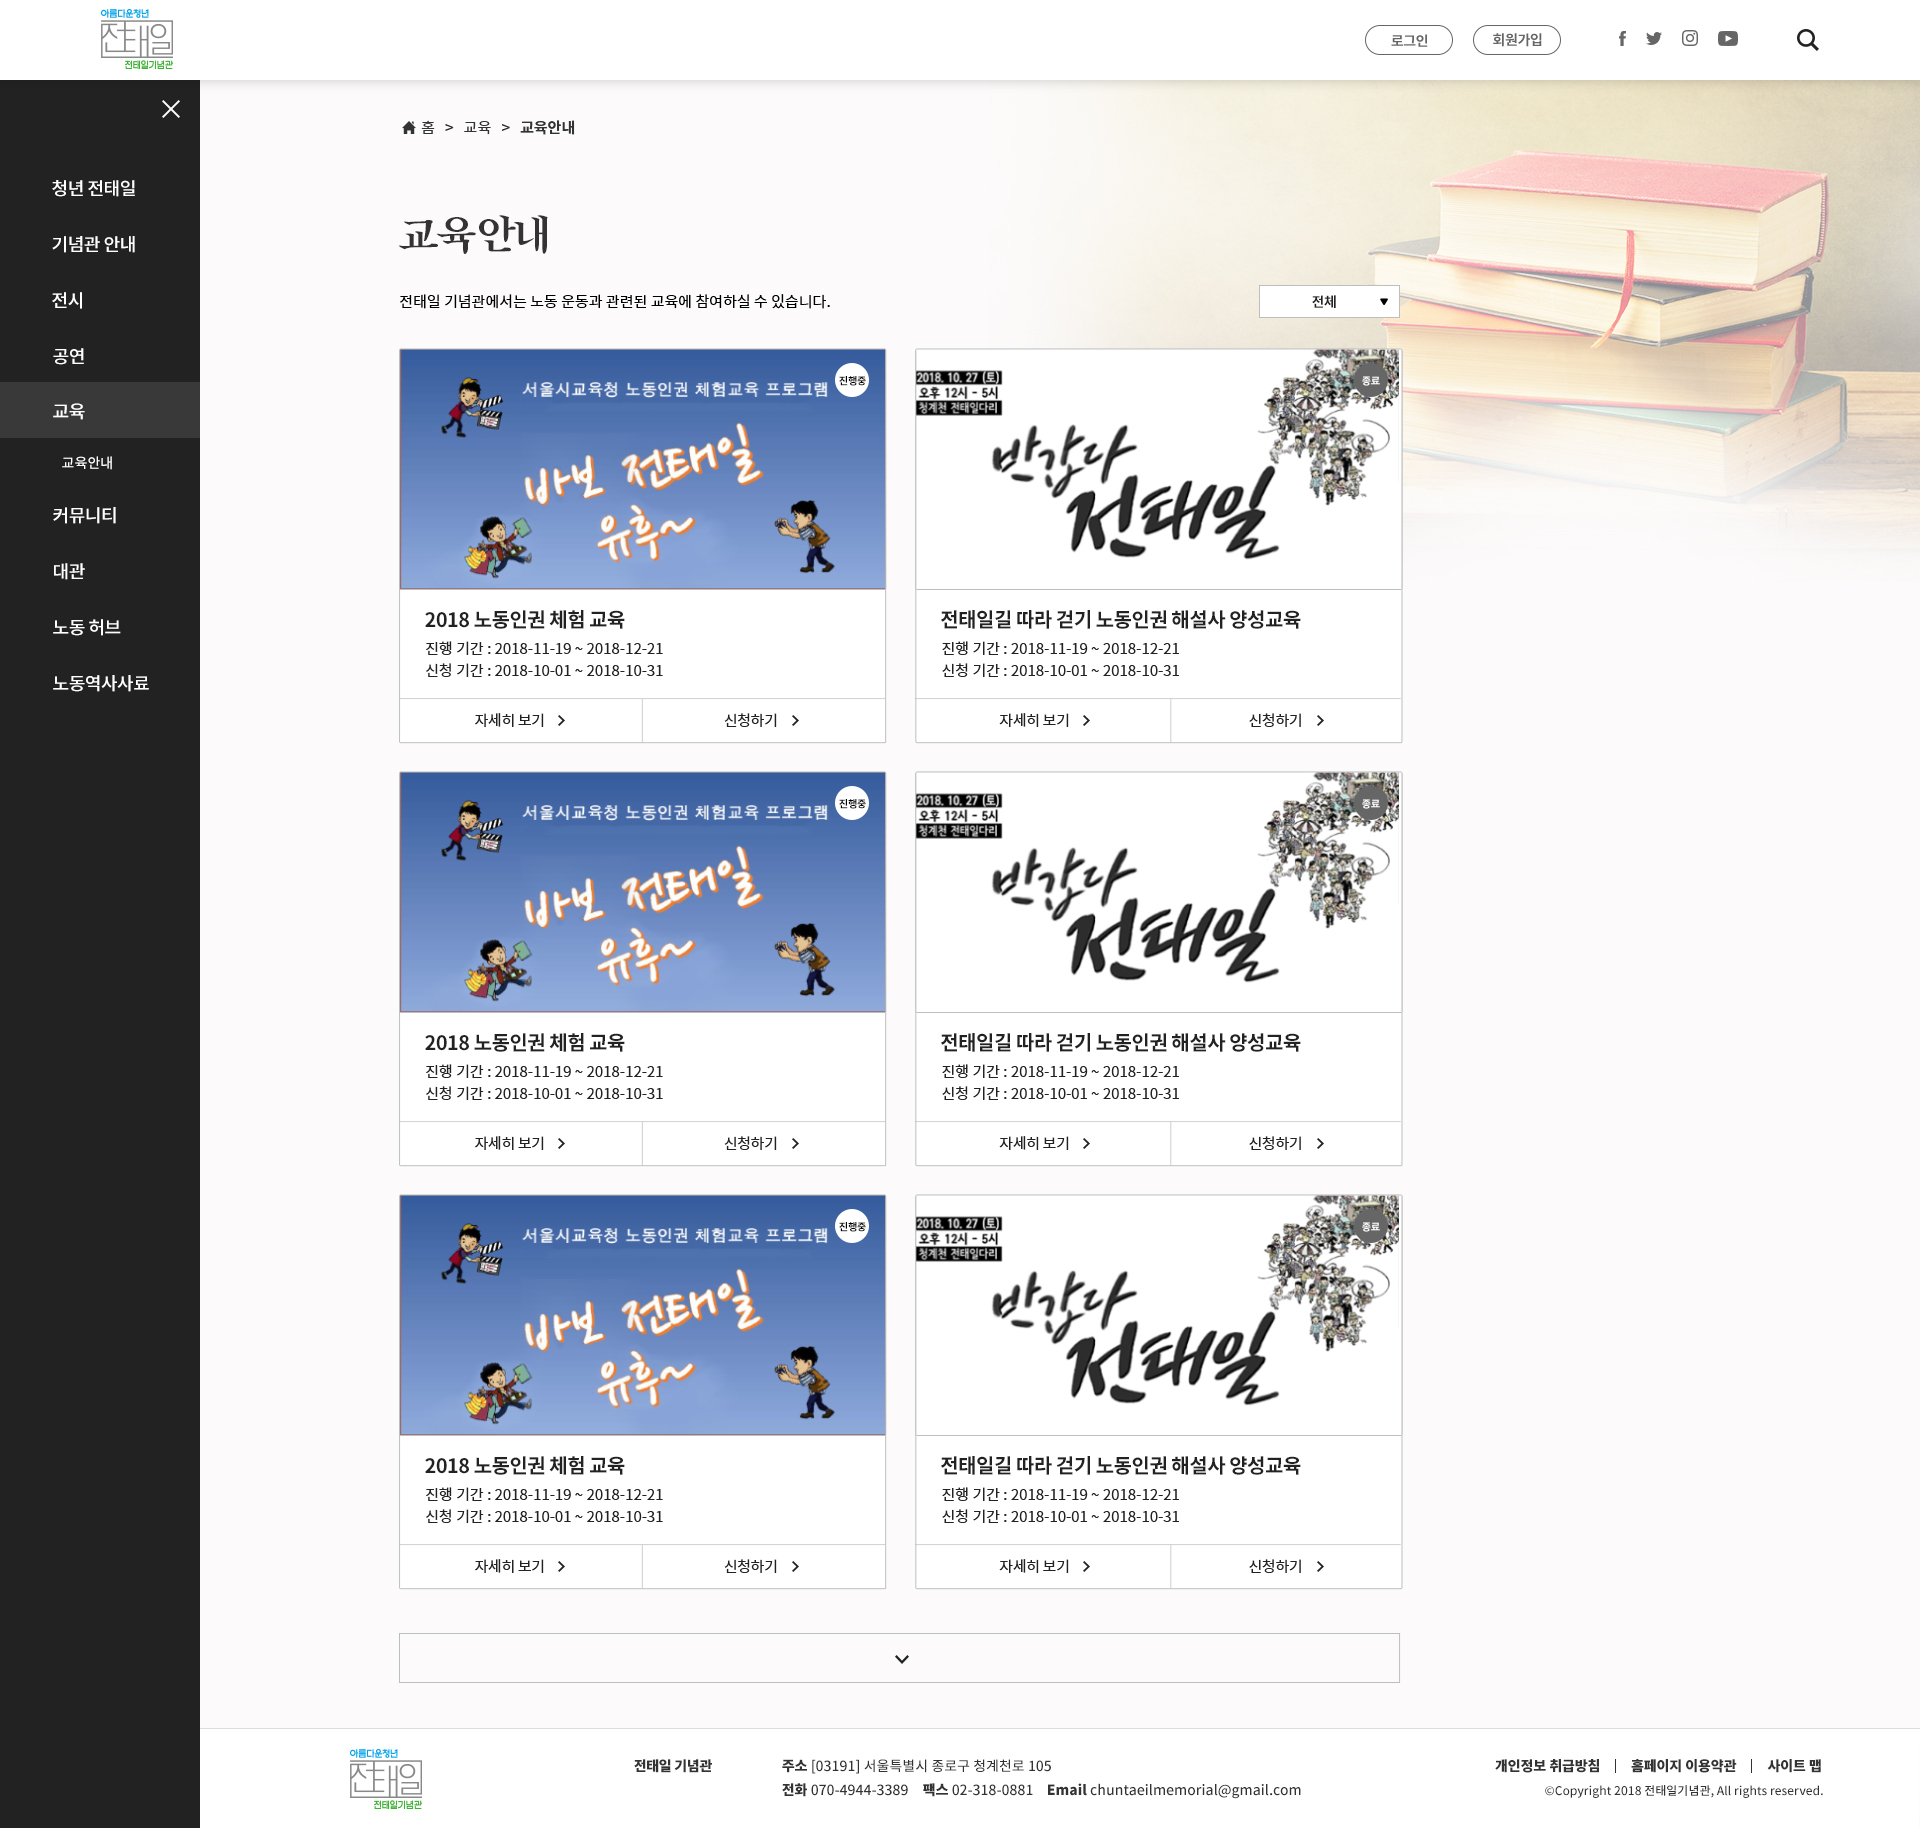 아름다운청년
전태일
전태일기념관
로그인
회원가입
홈 > 교육 > 교육안내
청년 전태일
기념관 안내
전시
공연
교육
교육안내
커뮤니티
대관
노동 허브
노동역사사료
교육안내
전태일 기념관에서는 노동 운동과 관련된 교육에 참여하실 수 있습니다.
전체
서울시교육청 노동인권 체험교육 프로그램
진행중
바보 전태일
유후~
2018 노동인권 체험 교육
진행 기간 : 2018-11-19 ~ 2018-12-21
신청 기간 : 2018-10-01 ~ 2018-10-31
자세히 보기
신청하기
2018. 10. 27 (토)
오후 12시 - 5시
청계천 전태일다리
종료
반갑다
전태일
전태일길 따라 걷기 노동인권 해설사 양성교육
진행 기간 : 2018-11-19 ~ 2018-12-21
신청 기간 : 2018-10-01 ~ 2018-10-31
자세히 보기
신청하기
서울시교육청 노동인권 체험교육 프로그램
진행중
바보 전태일
유후~
2018 노동인권 체험 교육
진행 기간 : 2018-11-19 ~ 2018-12-21
신청 기간 : 2018-10-01 ~ 2018-10-31
자세히 보기
신청하기
2018. 10. 27 (토)
오후 12시 - 5시
청계천 전태일다리
종료
반갑다
전태일
전태일길 따라 걷기 노동인권 해설사 양성교육
진행 기간 : 2018-11-19 ~ 2018-12-21
신청 기간 : 2018-10-01 ~ 2018-10-31
자세히 보기
신청하기
서울시교육청 노동인권 체험교육 프로그램
진행중
바보 전태일
유후~
2018 노동인권 체험 교육
진행 기간 : 2018-11-19 ~ 2018-12-21
신청 기간 : 2018-10-01 ~ 2018-10-31
자세히 보기
신청하기
2018. 10. 27 (토)
오후 12시 - 5시
청계천 전태일다리
종료
반갑다
전태일
전태일길 따라 걷기 노동인권 해설사 양성교육
진행 기간 : 2018-11-19 ~ 2018-12-21
신청 기간 : 2018-10-01 ~ 2018-10-31
자세히 보기
신청하기
아름다운청년
전태일
전태일기념관
전태일 기념관
주소 [03191] 서울특별시 종로구 청계천로 105
전화 070-4944-3389 팩스 02-318-0881 Email chuntaeilmemorial@gmail.com
개인정보 취급방침 | 홈페이지 이용약관 | 사이트 맵
©Copyright 2018 전태일기념관, All rights reserved.